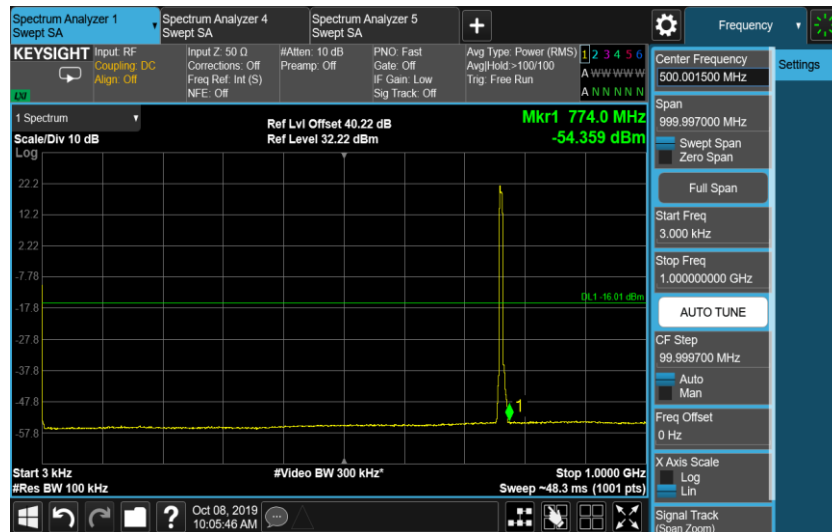 Spectrum Analyzer 1
Swept SA
Spectrum Analyzer 4
Swept SA
Spectrum Analyzer 5
Swept SA
+
Frequency
KEYSIGHT
LXI
Input: RF
Coupling: DC
Align: Off
Input Z: 50 Ω
Corrections: Off
Freq Ref: Int (S)
NFE: Off
#Atten: 10 dB
Preamp: Off
PNO: Fast
Gate: Off
IF Gain: Low
Sig Track: Off
Avg Type: Power (RMS)
Avg|Hold:>100/100
Trig: Free Run
1 2 3 4 5 6
A W W W W W
A N N N N N
1 Spectrum
Scale/Div 10 dB
Log
Ref Lvl Offset 40.22 dB
Ref Level 32.22 dBm
Mkr1 774.0 MHz
-54.359 dBm
22.2
12.2
2.22
-7.78
-17.8
-27.8
-37.8
-47.8
-57.8
DL1 -16.01 dBm
1
Start 3 kHz
#Res BW 100 kHz
#Video BW 300 kHz*
Stop 1.0000 GHz
Sweep ~48.3 ms (1001 pts)
Oct 08, 2019
10:05:46 AM
?
Center Frequency
500.001500 MHz
Span
999.997000 MHz
Swept Span
Zero Span
Full Span
Start Freq
3.000 kHz
Stop Freq
1.000000000 GHz
AUTO TUNE
CF Step
99.999700 MHz
Auto
Man
Freq Offset
0 Hz
X Axis Scale
Log
Lin
Signal Track
(Span Zoom)
Settings